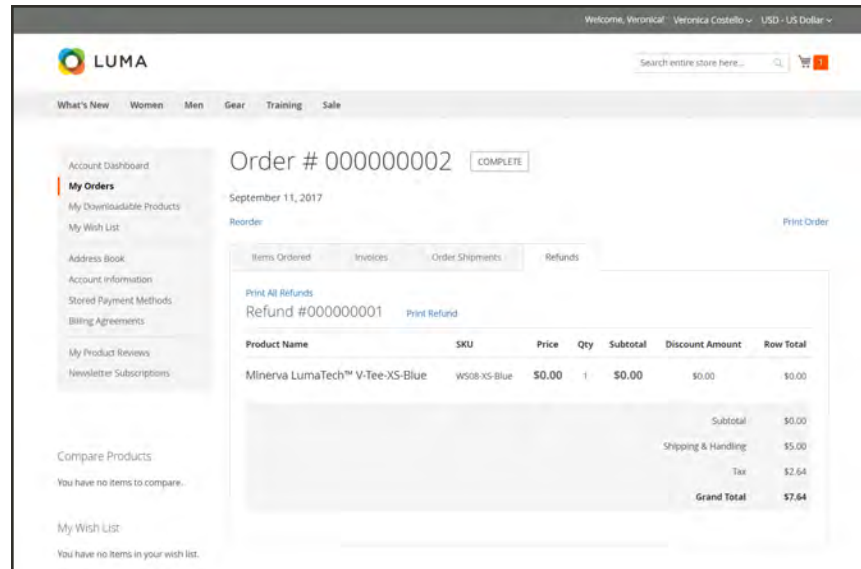 Welcome, Veronica! Veronica Costello USD - US Dollar
LUMA
Search entire store here...
1
What's New Women Men Gear Training Sale
Account Dashboard
My Orders
My Downloadable Products
My Wish List
Address Book
Account Information
Stored Payment Methods
Billing Agreements
My Product Reviews
Newsletter Subscriptions
Compare Products
You have no items to compare.
My Wish List
You have no items in your wish list.
Order # 000000002 COMPLETE
September 11, 2017
Reorder Print Order
Items Ordered Invoices Order Shipments Refunds
Print All Refunds
Refund #000000001 Print Refund
Product Name SKU Price Qty Subtotal Discount Amount Row Total
Minerva LumaTech™ V-Tee-XS-Blue WS08-XS-Blue $0.00 1 $0.00 $0.00 $0.00
Subtotal $0.00
Shipping & Handling $5.00
Tax $2.64
Grand Total $7.64